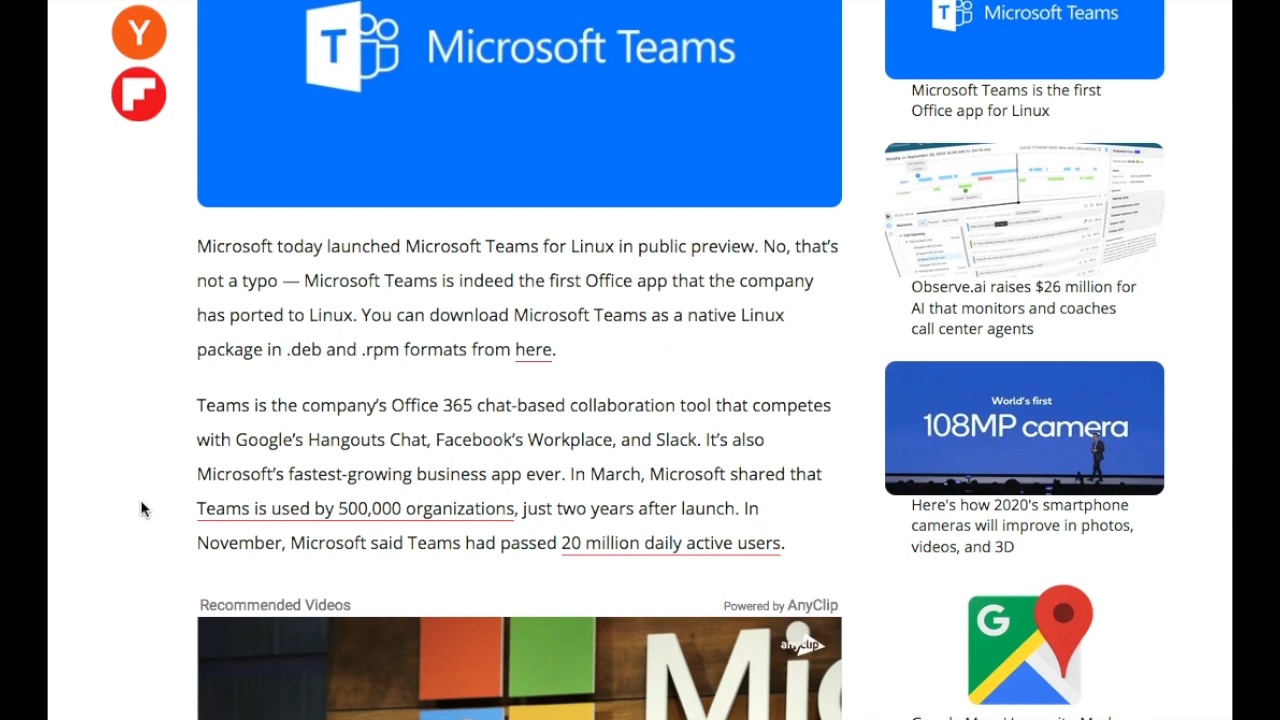 Y
T
Microsoft Teams
Microsoft today launched Microsoft Teams for Linux in public preview. No, that's
not a typo — Microsoft Teams is indeed the first Office app that the company
has ported to Linux. You can download Microsoft Teams as a native Linux
package in .deb and .rpm formats from here.
Teams is the company's Office 365 chat-based collaboration tool that competes
with Google's Hangouts Chat, Facebook's Workplace, and Slack. It's also
Microsoft's fastest-growing business app ever. In March, Microsoft shared that
Teams is used by 500,000 organizations, just two years after launch. In
November, Microsoft said Teams had passed 20 million daily active users.
Recommended Videos
Powered by AnyClip
anyclip
Mic
T
Microsoft Teams
Microsoft Teams is the first
Office app for Linux
Observe.ai raises $26 million for
AI that monitors and coaches
call center agents
World's first
108MP camera
Here's how 2020's smartphone
cameras will improve in photos,
videos, and 3D
G